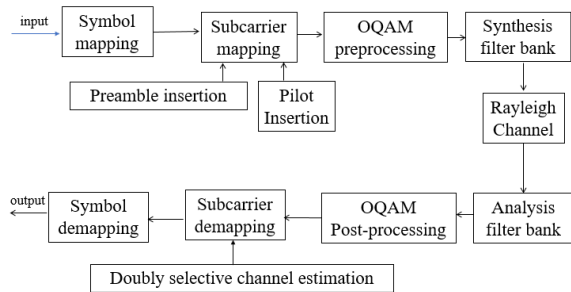 input
Symbol
mapping
Subcarrier
mapping
OQAM
preprocessing
Synthesis
filter bank
Preamble insertion
Pilot
Insertion
Rayleigh
Channel
output
Symbol
demapping
Subcarrier
demapping
OQAM
Post-processing
Analysis
filter bank
Doubly selective channel estimation